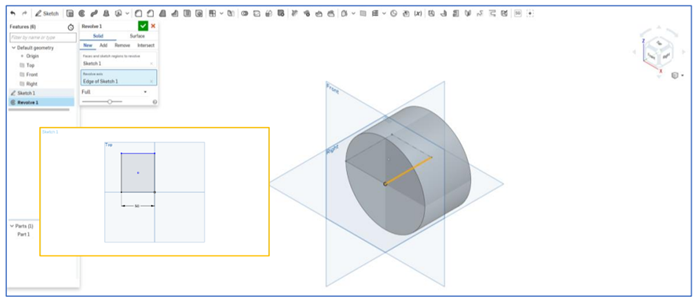 Sketch
Features (6)
Filter by name or type
Default geometry
Origin
Top
Front
Right
Sketch 1
Revolve 1
Parts (1)
Part 1
Revolve 1
Solid Surface
New Add Remove Intersect
Faces and sketch regions to revolve
Sketch 1
Revolve axis
Edge of Sketch 1
Full
Sketch 1
Top
Front
Right
Z
X
Top
Front
Right